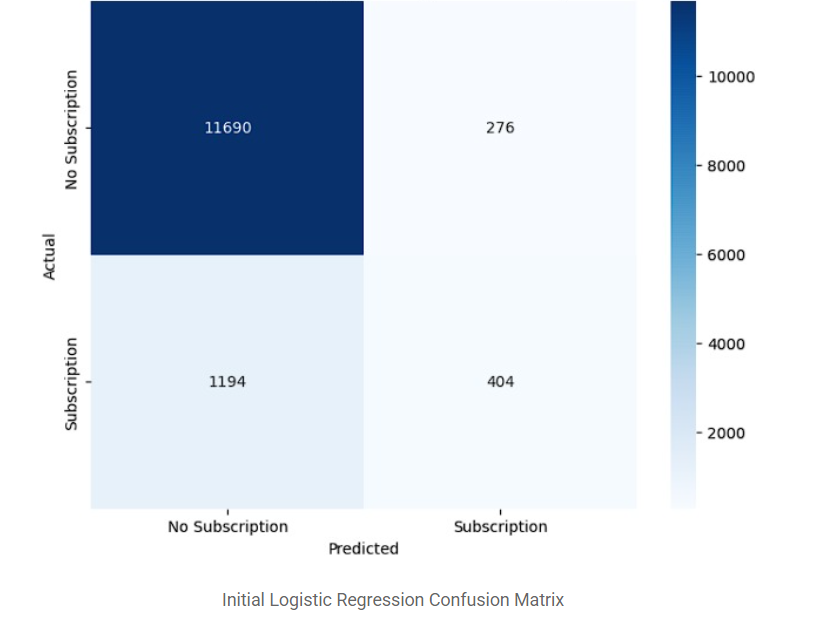 No Subscription
11690
276
10000
8000
6000
4000
2000
Actual
Subscription
1194
404
No Subscription
Subscription
Predicted
Initial Logistic Regression Confusion Matrix